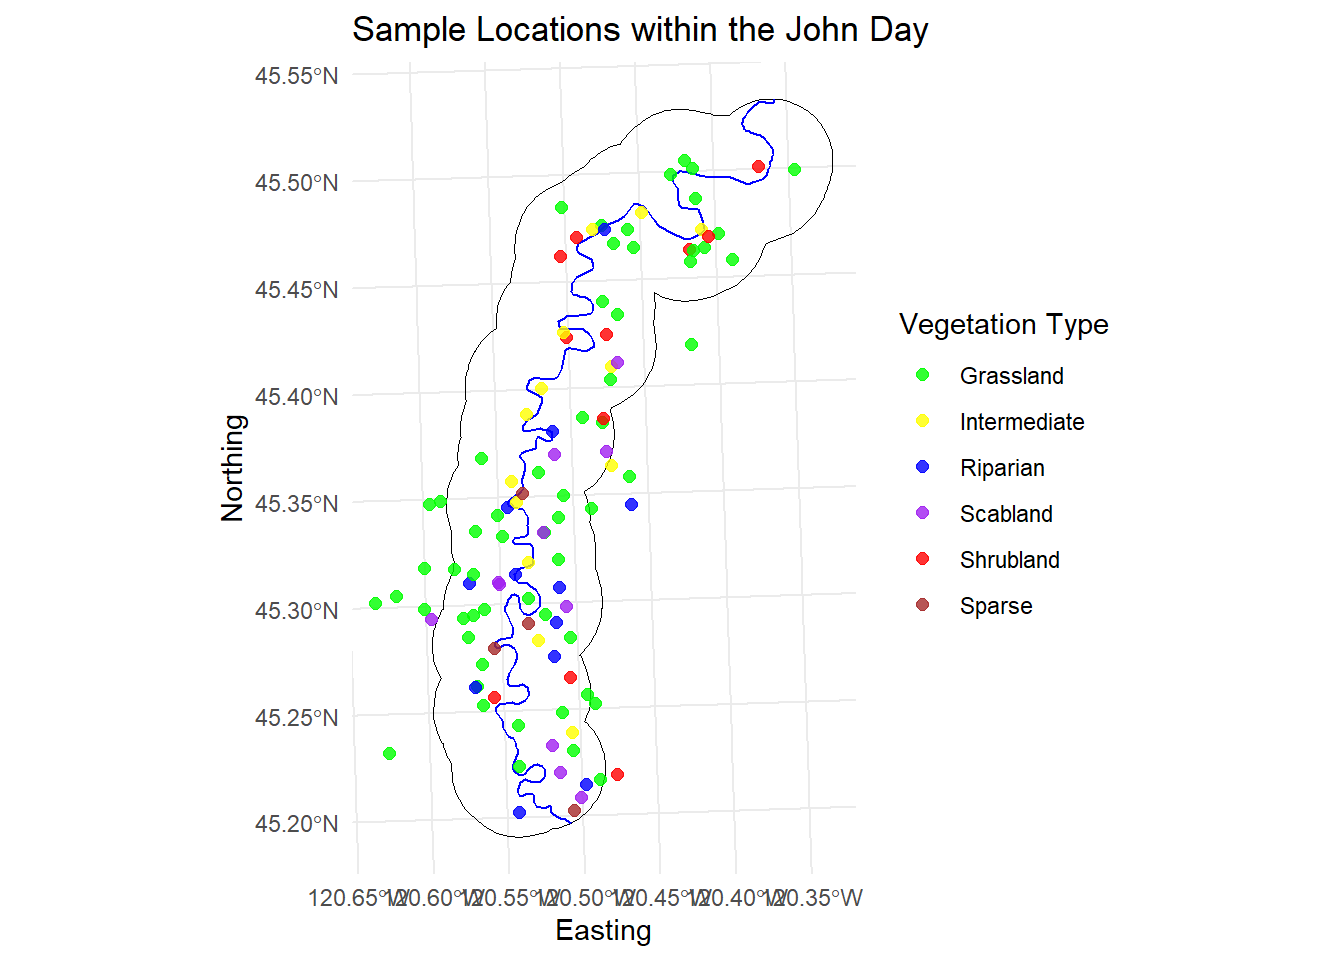 Sample Locations within the John Day
45.55°N
45.50°N
45.45°N
45.40°N
45.35°N
45.30°N
45.25°N
45.20°N
Northing
120.65°W 120.60°W 120.55°W 120.50°W 120.45°W 120.40°W 120.35°W
Easting
Vegetation Type
Grassland
Intermediate
Riparian
Scabland
Shrubland
Sparse